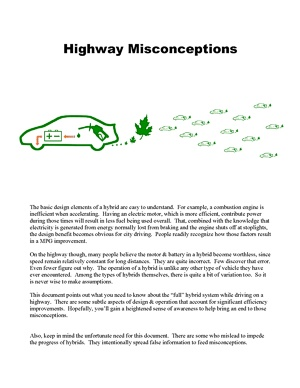 Highway Misconceptions
The basic design elements of a hybrid are easy to understand.  For example, a combustion engine is
inefficient when accelerating.  Having an electric motor, which is more efficient, contribute power
during those times will result in less fuel being used overall.  That, combined with the knowledge that
electricity is generated from energy normally lost from braking and the engine shuts off at stoplights,
the design benefit becomes obvious for city driving.  People readily recognize how those factors result
in a MPG improvement.
On the highway though, many people believe the motor & battery in a hybrid become worthless, since
speed remain relatively constant for long distances.  They are quite incorrect.  Few discover that error.
Even fewer figure out why.  The operation of a hybrid is unlike any other type of vehicle they have
ever encountered.  Among the types of hybrids themselves, there is quite a bit of variation too.  So it
is never wise to make assumptions.
This document points out what you need to know about the "full" hybrid system while driving on a
highway.  There are some subtle aspects of design & operation that account for significant efficiency
improvements.  Hopefully, you'll gain a heightened sense of awareness to help bring an end to those
misconceptions.
Also, keep in mind the unfortunate need for this document.  There are some who mislead to impede
the progress of hybrids.  They intentionally spread false information to feed misconceptions.